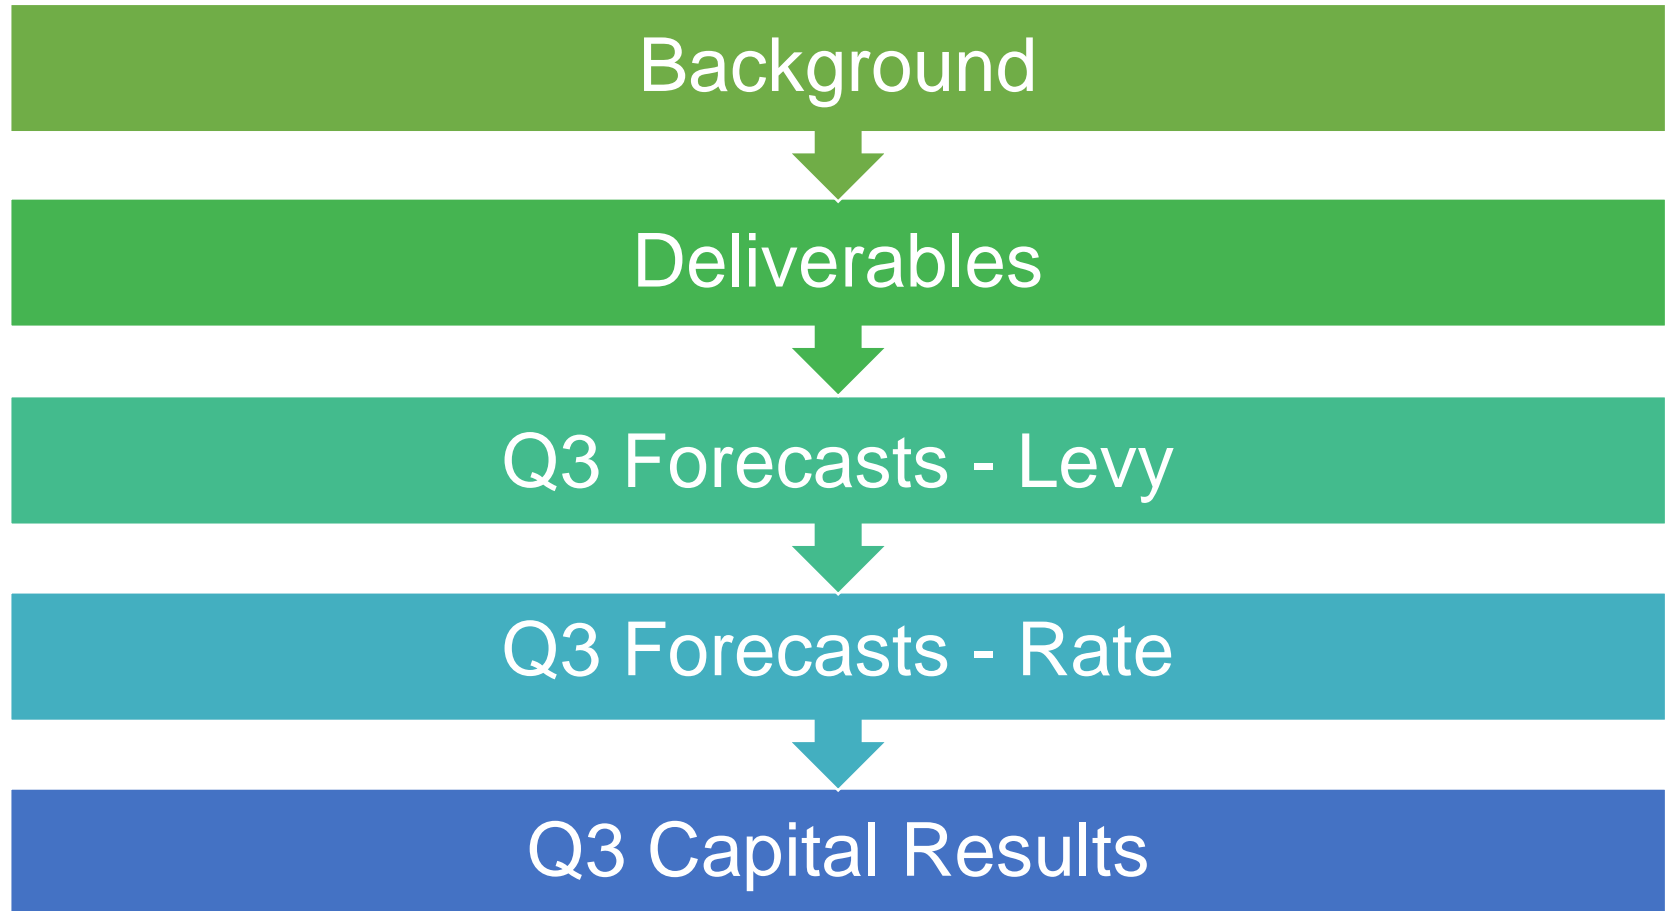 Background
Deliverables
Q3 Forecasts - Levy
Q3 Forecasts - Rate
Q3 Capital Results